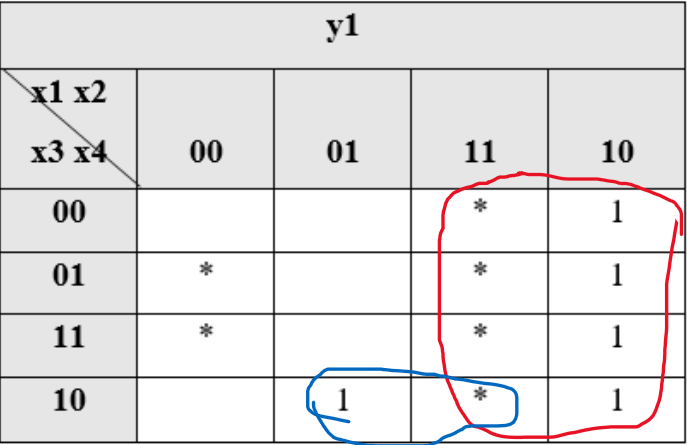 y1
x1 x2
x3 x4 00 01 11 10
00 * 1
01 * * 1
11 * * 1
10 1 * 1